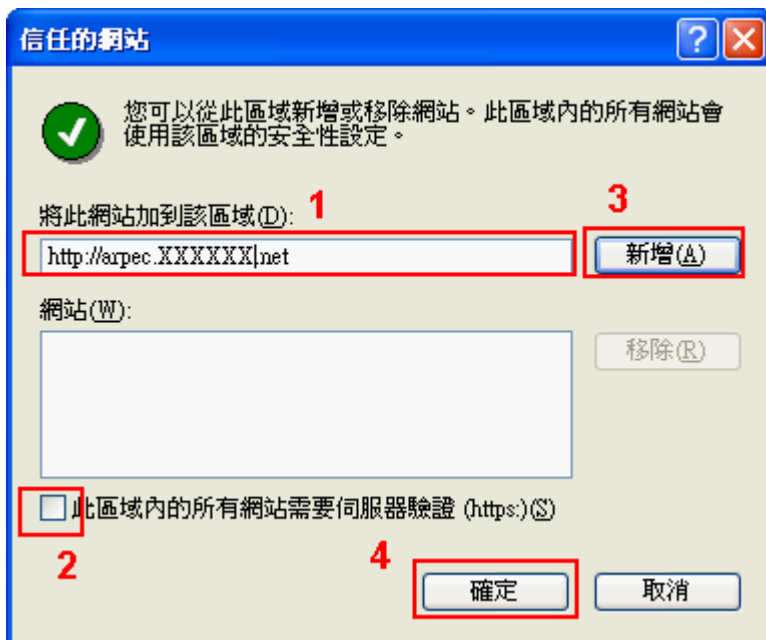 信任的網站
您可以從此區域新增或移除網站。此區域內的所有網站會
使用該區域的安全性設定。
將此網站加到該區域(D):
1
3
http://arpec.XXXXXX.net
新增(A)
網站(W):
移除(R)
此區域內的所有網站需要伺服器驗證 (https:)(S)
2
4
確定
取消